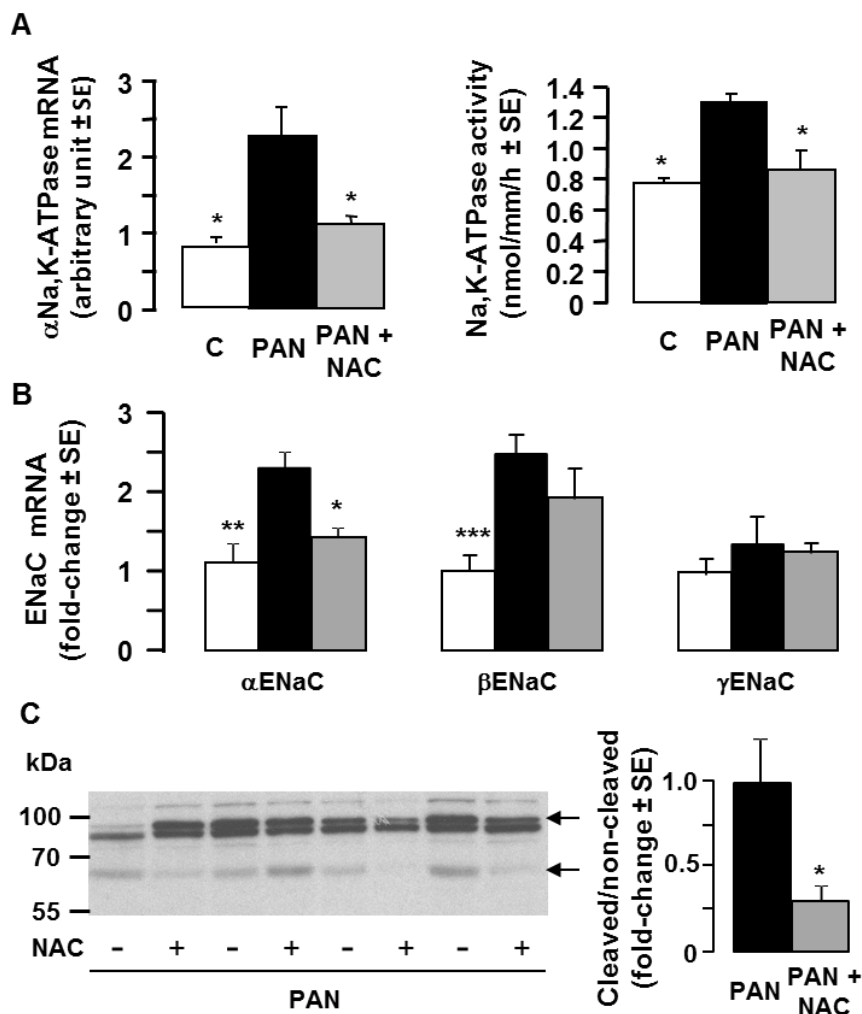 A
αNa,K-ATPase mRNA
(arbitrary unit ± SE)
3
2
1
0
*
*
C
PAN
PAN +
NAC
Na,K-ATPase activity
(nmol/mm/h ± SE)
1.4
1.2
1.0
0.8
0.6
0.4
0.2
0
*
*
C
PAN
PAN +
NAC
B
ENaC mRNA
(fold-change ± SE)
3
2
1
0
**
*
***
αENaC
βENaC
γENaC
C
kDa
100
70
55
NAC - + - + - + - +
PAN
Cleaved/non-cleaved
(fold-change ± SE)
1.0
0.5
0
*
PAN
PAN +
NAC